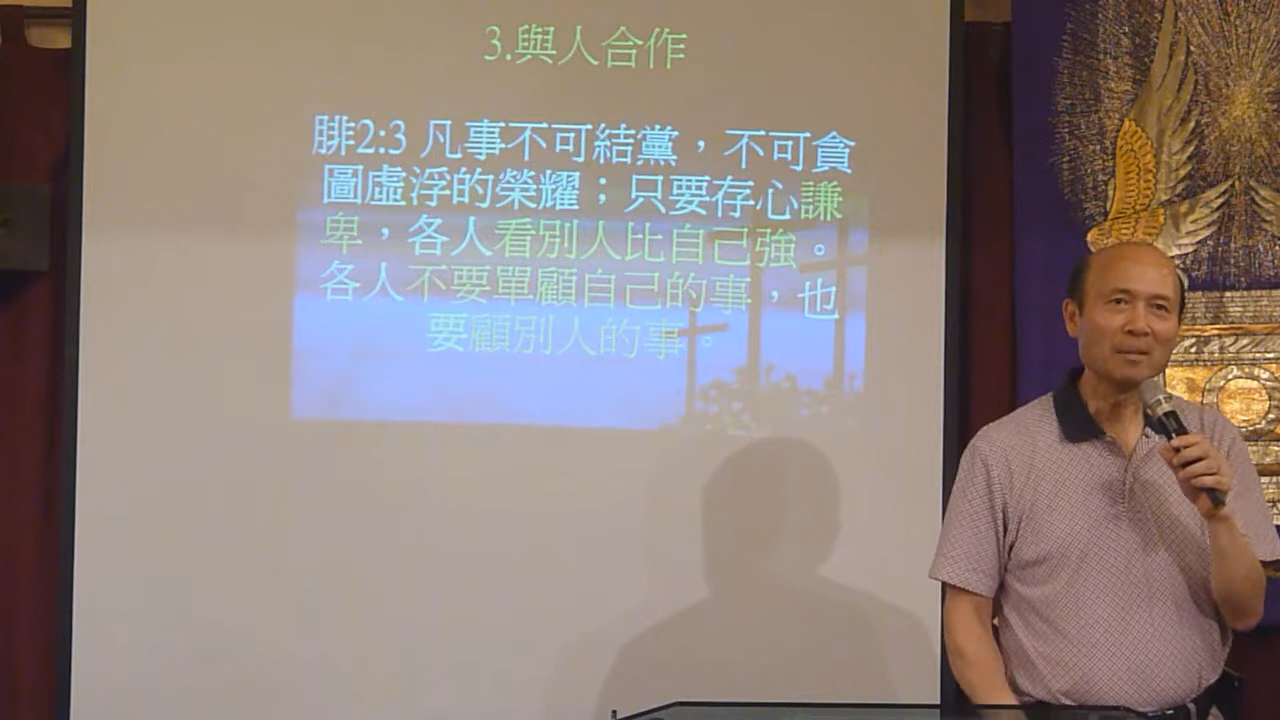 3.與人合作
腓2:3 凡事不可結黨，不可貪
圖虛浮的榮耀；只要存心謙
卑，各人看別人比自己強。
各人不要單顧自己的事，也
要顧別人的事。